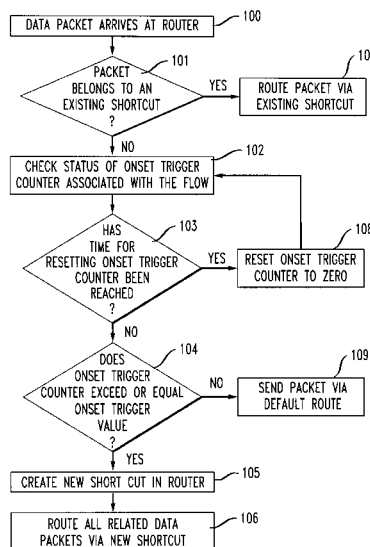 DATA PACKET ARRIVES AT ROUTER
100
PACKET
BELONGS TO AN
EXISTING SHORTCUT
?
101
YES
ROUTE PACKET VIA
EXISTING SHORTCUT
NO
102
CHECK STATUS OF ONSET TRIGGER
COUNTER ASSOCIATED WITH THE FLOW
HAS
TIME FOR
RESETTING ONSET TRIGGER
COUNTER BEEN
REACHED
?
103
YES
108
RESET ONSET TRIGGER
COUNTER TO ZERO
NO
DOES
ONSET TRIGGER
COUNTER EXCEED OR EQUAL
ONSET TRIGGER
VALUE
?
104
NO
109
SEND PACKET VIA
DEFAULT ROUTE
YES
105
CREATE NEW SHORT CUT IN ROUTER
ROUTE ALL RELATED DATA
PACKETS VIA NEW SHORTCUT
106